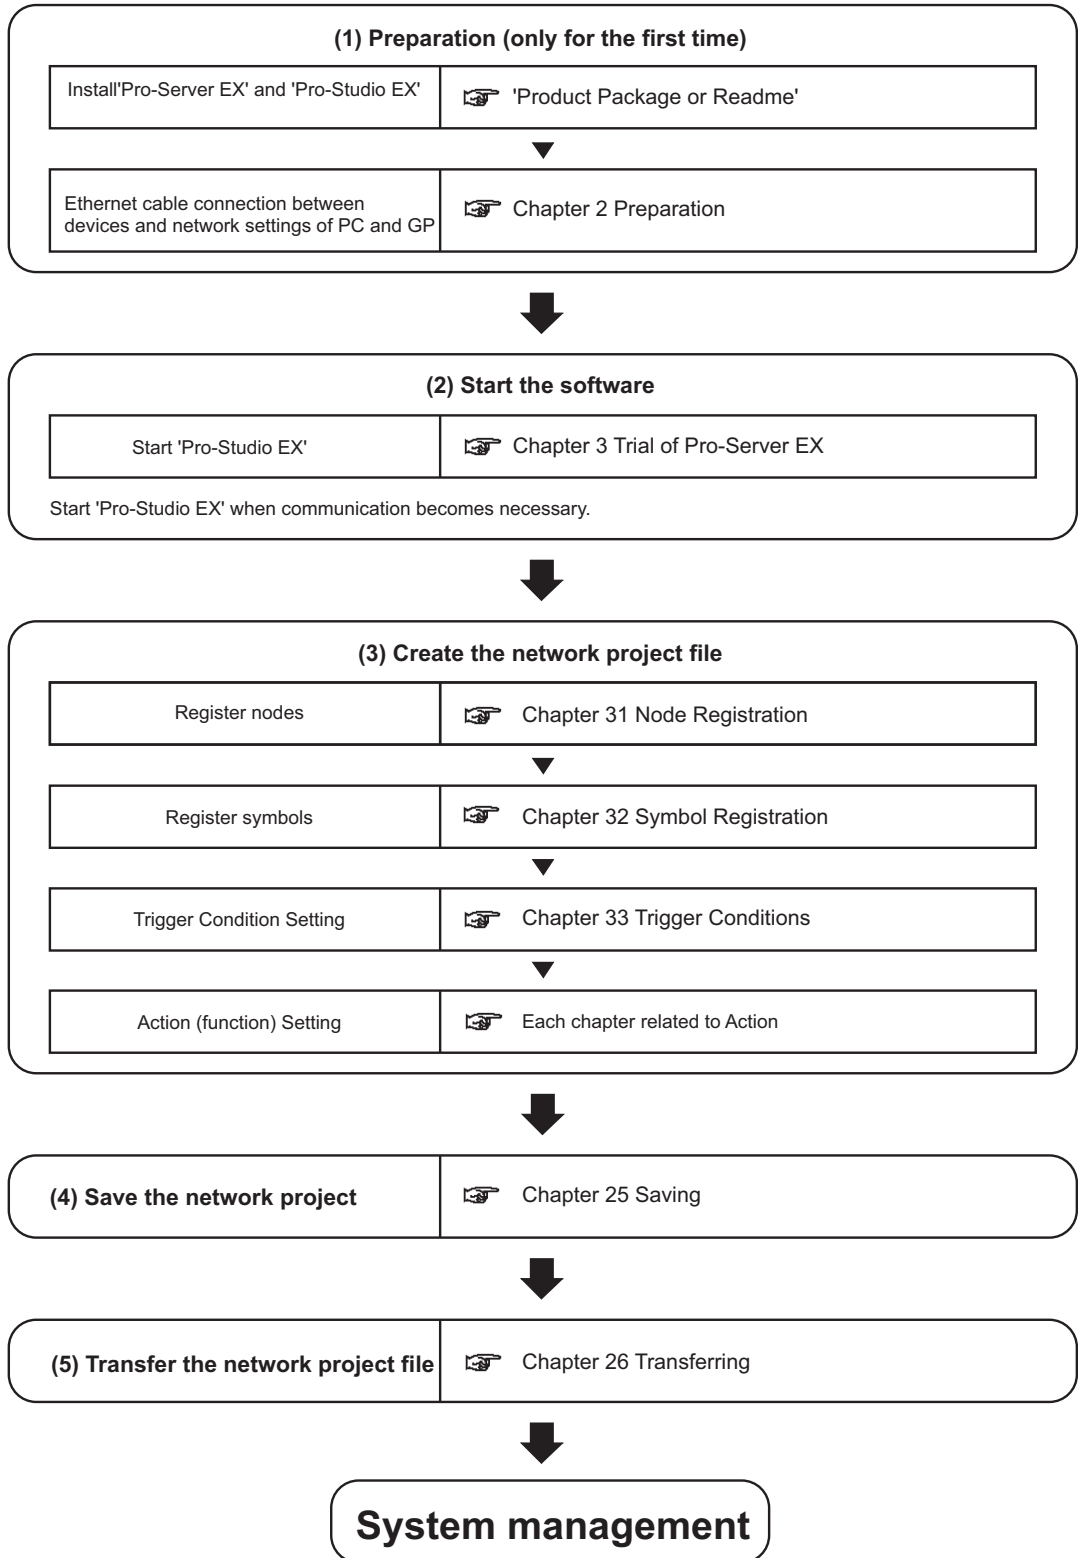 (1) Preparation (only for the first time)
Install'Pro-Server EX' and 'Pro-Studio EX'
'Product Package or Readme'
Ethernet cable connection between
devices and network settings of PC and GP
Chapter 2 Preparation
(2) Start the software
Start 'Pro-Studio EX'
Chapter 3 Trial of Pro-Server EX
Start 'Pro-Studio EX' when communication becomes necessary.
(3) Create the network project file
Register nodes
Chapter 31 Node Registration
Register symbols
Chapter 32 Symbol Registration
Trigger Condition Setting
Chapter 33 Trigger Conditions
Action (function) Setting
Each chapter related to Action
(4) Save the network project
Chapter 25 Saving
(5) Transfer the network project file
Chapter 26 Transferring
System management